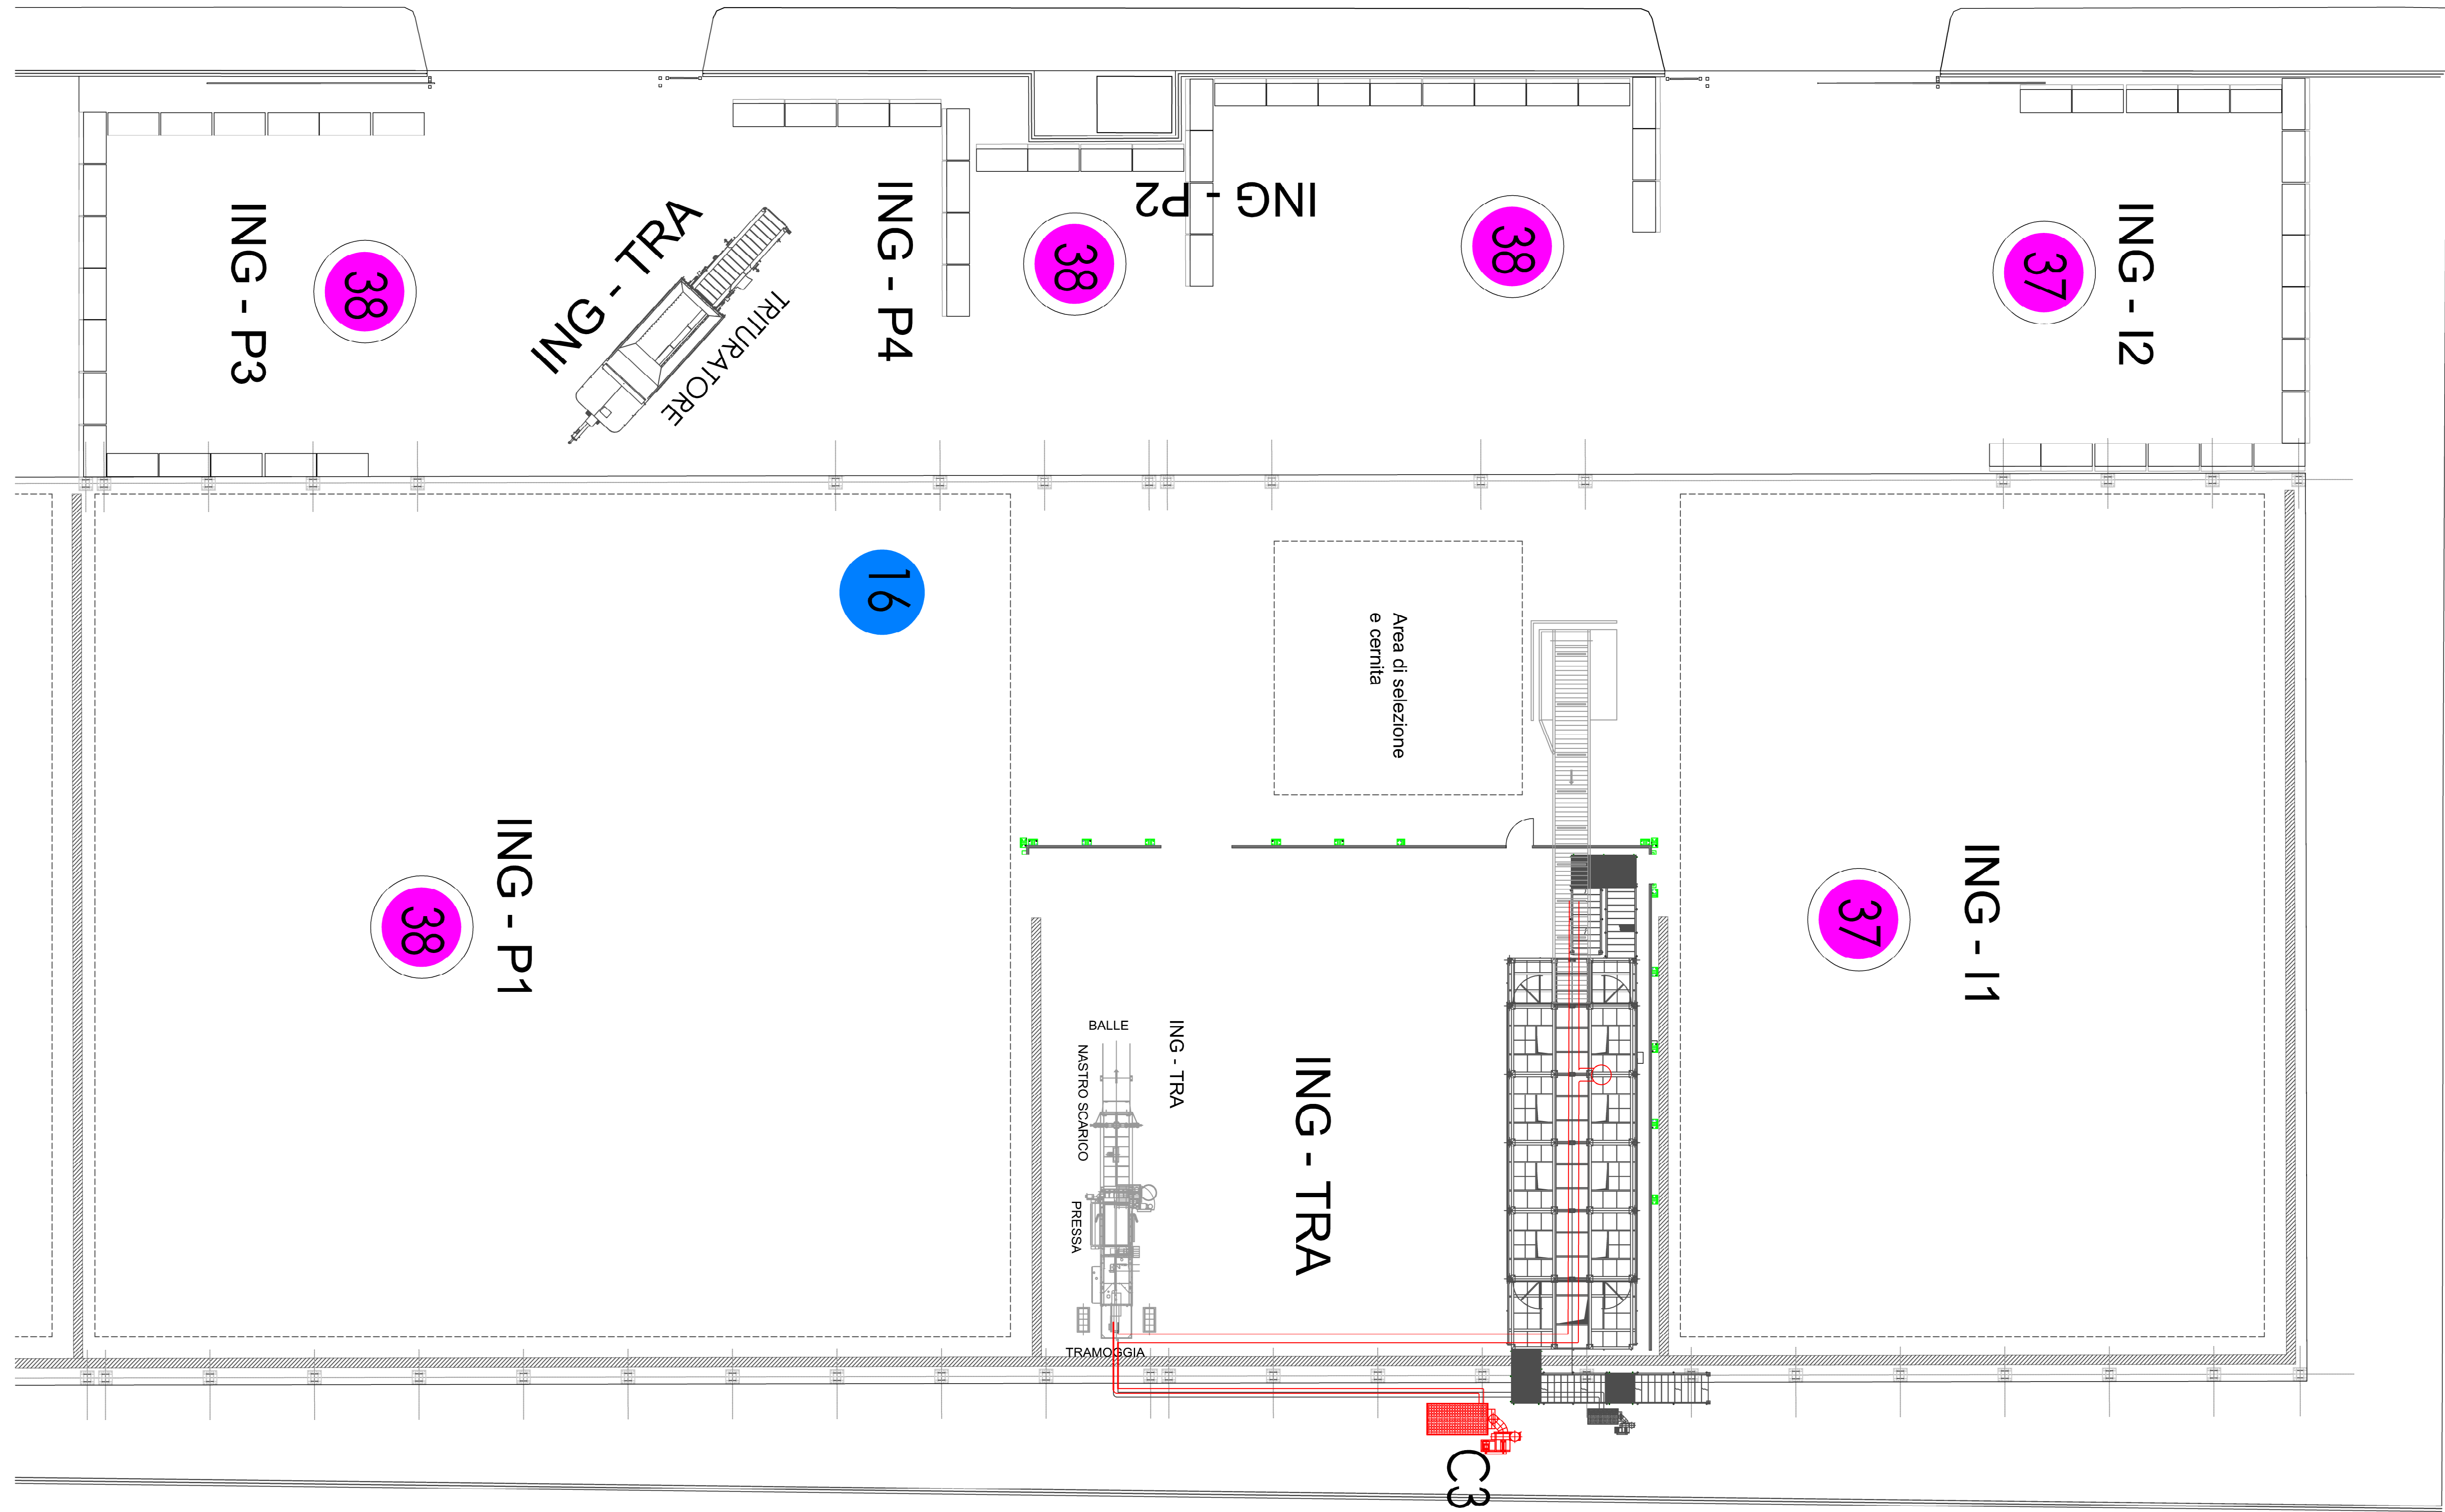 ING - P3
38
ING - TRA
TRITURATORE
ING - P4
38
ING - P2
38
37
ING - I2
16
Area di selezione
e cernita
ING - P1
38
37
ING - I1
BALLE
NASTRO SCARICO
ING - TRA
PRESSA
ING - TRA
TRAMOGGIA
C3